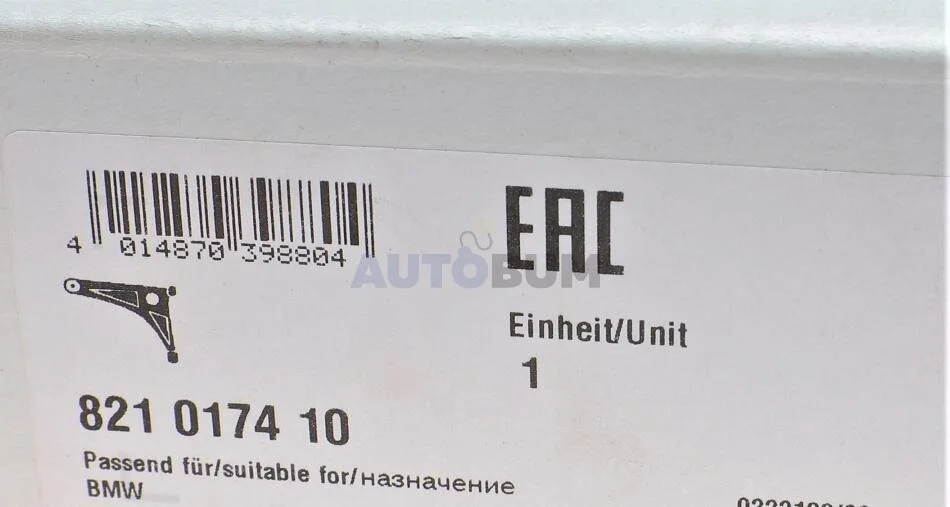 EAC
4 014870 398804
AUTOBUM
Einheit/Unit
1
821 0174 10
Passend für/suitable for/назначение
BMW